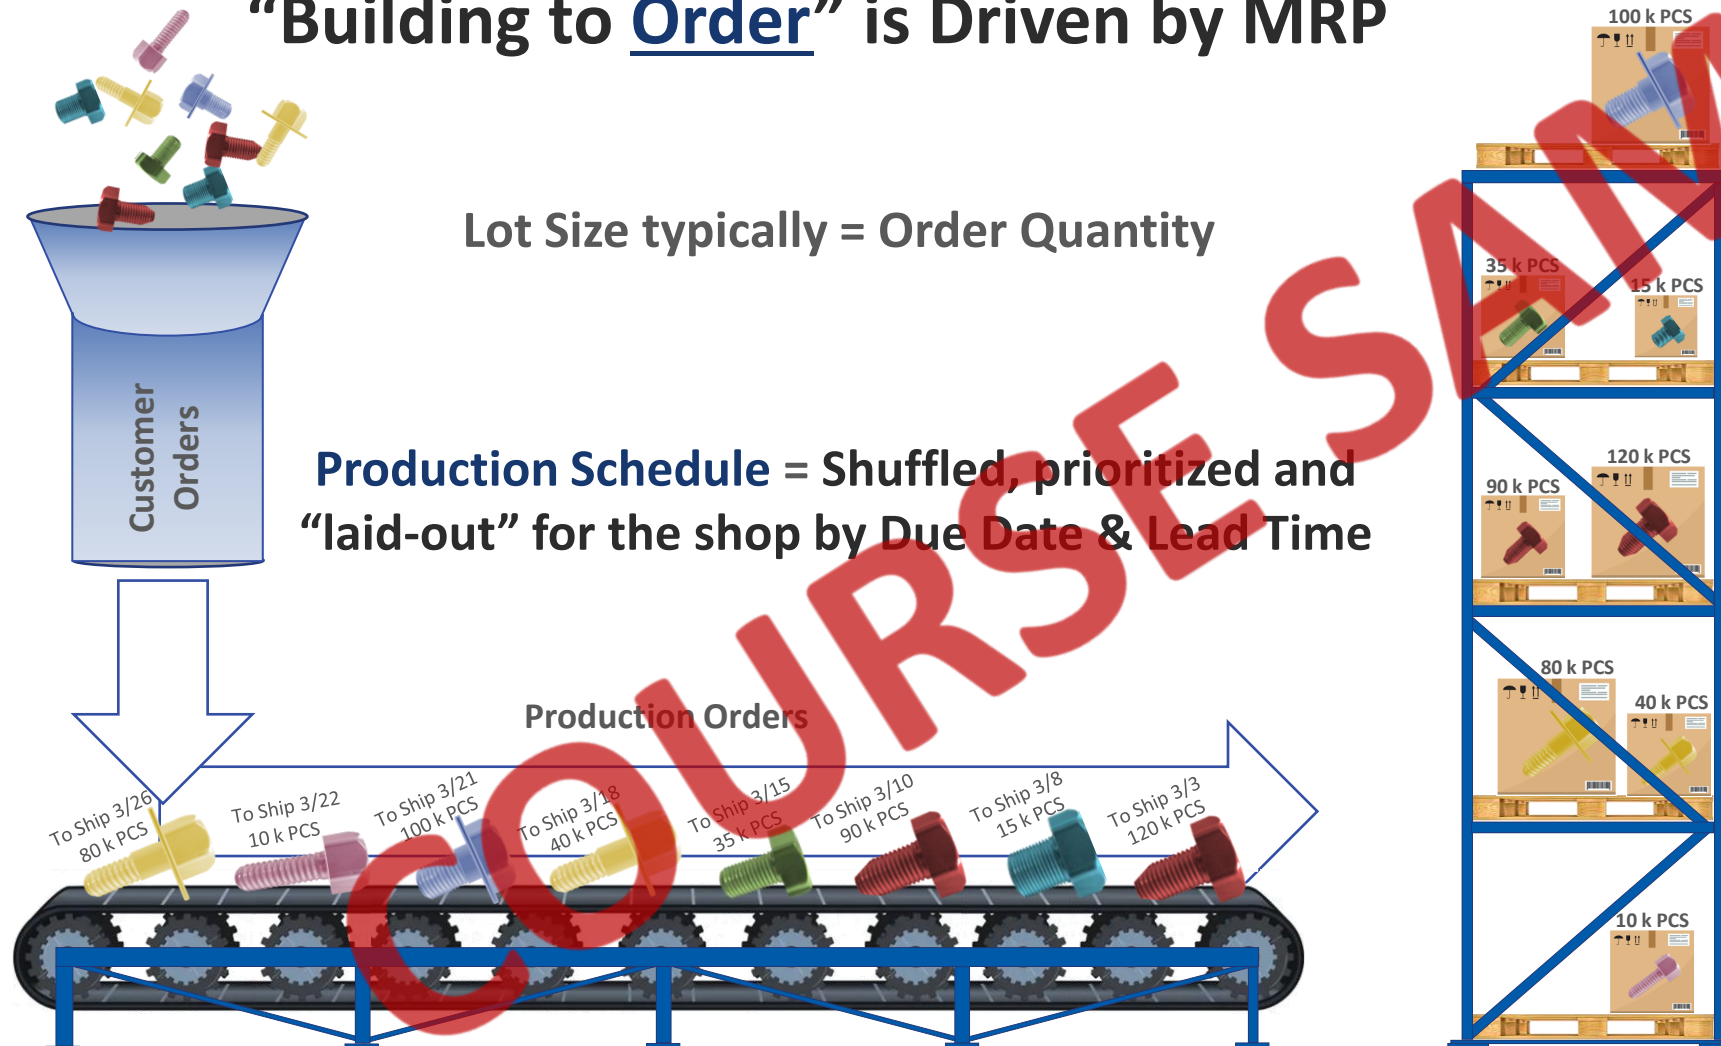 “Building to Order” is Driven by MRP
Lot Size typically = Order Quantity
Customer
Orders
Production Schedule = Shuffled, prioritized and
“laid-out” for the shop by Due Date & Lead Time
Production Orders
To Ship 3/26
80 k PCS
To Ship 3/22
10 k PCS
To Ship 3/21
100 k PCS
To Ship 3/18
40 k PCS
To Ship 3/15
35 k PCS
To Ship 3/10
90 k PCS
To Ship 3/8
15 k PCS
To Ship 3/3
120 k PCS
100 k PCS
35 k PCS
15 k PCS
120 k PCS
90 k PCS
80 k PCS
40 k PCS
10 k PCS
COURSE SAM